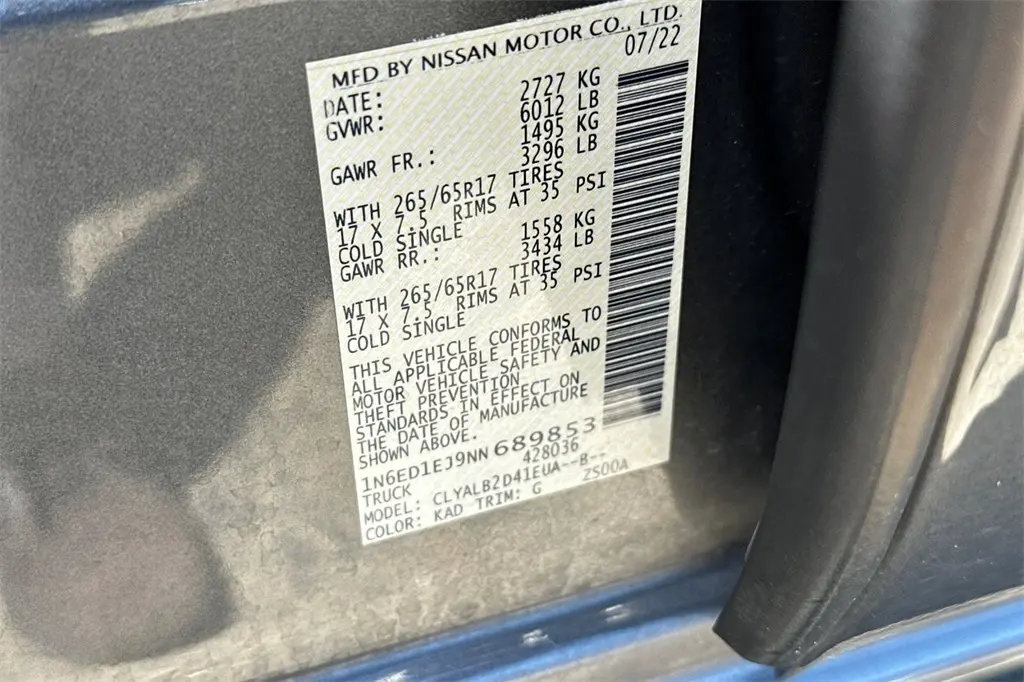 MFD BY NISSAN MOTOR CO., LTD.
DATE: 07/22
GVWR: 2727 KG
6012 LB
GAWR FR.: 1495 KG
3296 LB
WITH 265/65R17 TIRES
17 X 7.5 RIMS AT 35 PSI
COLD SINGLE
GAWR RR.: 1558 KG
3434 LB
WITH 265/65R17 TIRES
17 X 7.5 RIMS AT 35 PSI
COLD SINGLE
THIS VEHICLE CONFORMS TO
ALL APPLICABLE FEDERAL
MOTOR VEHICLE SAFETY AND
THEFT PREVENTION
STANDARDS IN EFFECT ON
THE DATE OF MANUFACTURE
SHOWN ABOVE.
1N6ED1EJ9NN689853
TRUCK 428036
MODEL: CLYALB2D41EUA--B--
COLOR: KAD TRIM: G ZS00A